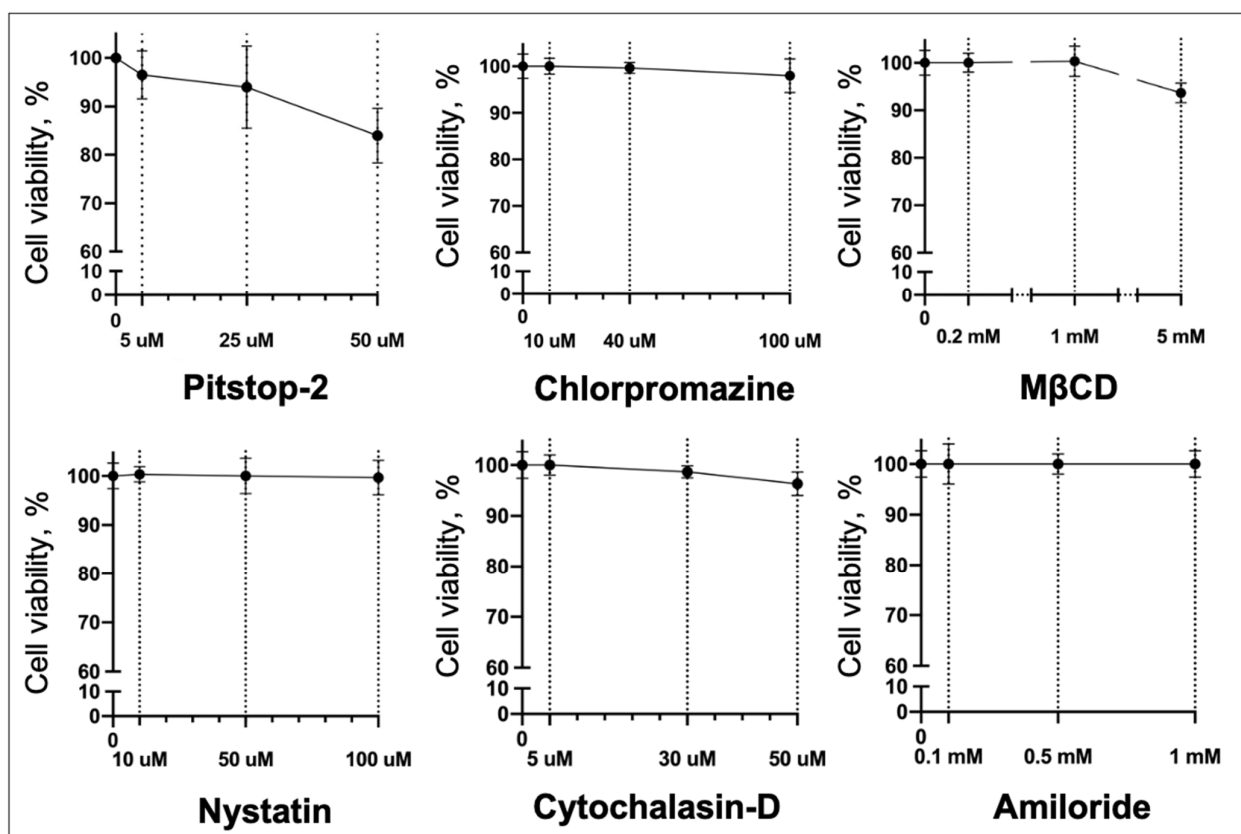 Cell viability, %
100
90
80
70
60
10
0
0
5 uM 25 uM 50 uM
Pitstop-2
Cell viability, %
100
90
80
70
60
10
0
0
10 uM 40 uM 100 uM
Chlorpromazine
Cell viability, %
100
90
80
70
60
10
0
0
0.2 mM 1 mM 5 mM
MβCD
Cell viability, %
100
90
80
70
60
10
0
0
10 uM 50 uM 100 uM
Nystatin
Cell viability, %
100
90
80
70
60
10
0
0
5 uM 30 uM 50 uM
Cytochalasin-D
Cell viability, %
100
90
80
70
60
10
0
0
0.1 mM 0.5 mM 1 mM
Amiloride